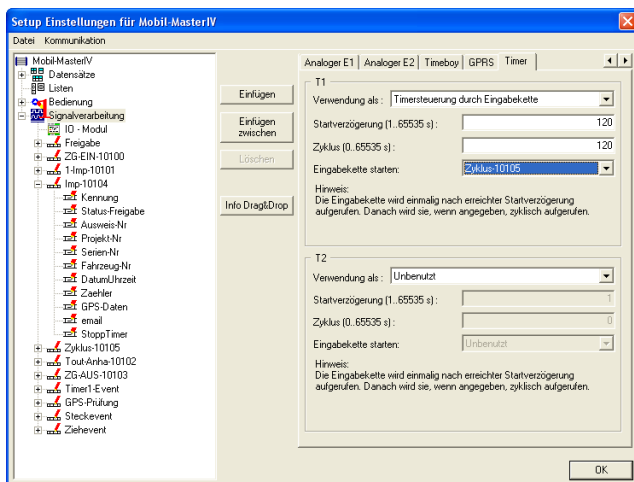 Setup Einstellungen für Mobil-MasterIV
Datei Kommunikation
Mobil-MasterIV
Datensätze
Listen
Bedienung
Signalverarbeitung
IO - Modul
Freigabe
ZG-EIN-10100
1-Imp-10101
Imp-10104
Kennung
Status-Freigabe
Ausweis-Nr
Projekt-Nr
Serien-Nr
Fahrzeug-Nr
DatumUhrzeit
Zaehler
GPS-Daten
email
StoppTimer
Zyklus-10105
Tout-Anha-10102
ZG-AUS-10103
Timer1-Event
GPS-Prüfung
Steckevent
Ziehevent
Einfügen
Einfügen
zwischen
Löschen
Info Drag&Drop
Analoger E1 Analoger E2 Timeboy GPRS Timer
T1
Verwendung als : Timersteuerung durch Eingabekette
Startverzögerung (1..65535 s) : 120
Zyklus (0..65535 s) : 120
Eingabekette starten: Zyklus-10105
Hinweis:
Die Eingabekette wird einmalig nach erreichter Startverzögerung
aufgerufen. Danach wird sie, wenn angegeben, zyklisch aufgerufen.
T2
Verwendung als : Unbenutzt
Startverzögerung (1..65535 s) : 1
Zyklus (0..65535 s) : 0
Eingabekette starten: Unbenutzt
Hinweis:
Die Eingabekette wird einmalig nach erreichter Startverzögerung
aufgerufen. Danach wird sie, wenn angegeben, zyklisch aufgerufen.
OK